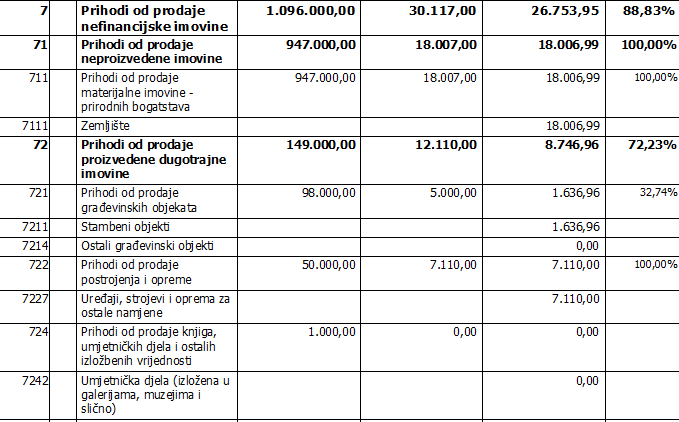 7 Prihodi od prodaje 1.096.000,00 30.117,00 26.753,95 88,83%
nefinancijske imovine
71 Prihodi od prodaje 947.000,00 18.007,00 18.006,99 100,00%
neproizvedene imovine
711 Prihodi od prodaje 947.000,00 18.007,00 18.006,99 100,00%
materijalne imovine -
prirodnih bogatstava
7111 Zemljište 18.006,99
72 Prihodi od prodaje 149.000,00 12.110,00 8.746,96 72,23%
proizvedene dugotrajne
imovine
721 Prihodi od prodaje 98.000,00 5.000,00 1.636,96 32,74%
građevinskih objekata
7211 Stambeni objekti 1.636,96
7214 Ostali građevinski objekti 0,00
722 Prihodi od prodaje 50.000,00 7.110,00 7.110,00 100,00%
postrojenja i opreme
7227 Uređaji, strojevi i oprema za 7.110,00
ostale namjene
724 Prihodi od prodaje knjiga, 1.000,00 0,00 0,00
umjetničkih djela i ostalih
izložbenih vrijednosti
7242 Umjetnička djela (izložena u 0,00
galerijama, muzejima i
slično)